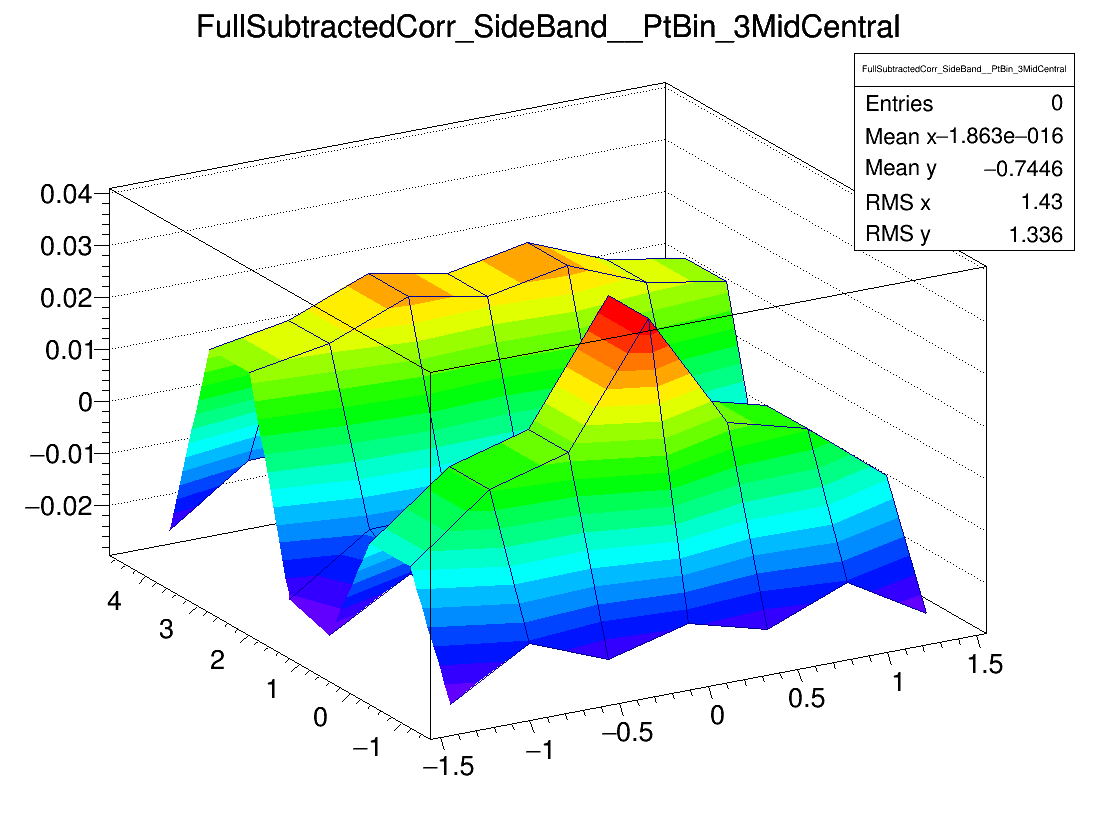 FullSubtractedCorr_SideBand__PtBin_3MidCentral
FullSubtractedCorr_SideBand__PtBin_3MidCentral
Entries 0
Mean x −1.863e−016
Mean y −0.7446
RMS x 1.43
RMS y 1.336
0.04
0.03
0.02
0.01
0
−0.01
−0.02
4
3
2
1
0
−1
−1.5
−1
−0.5
0
0.5
1
1.5